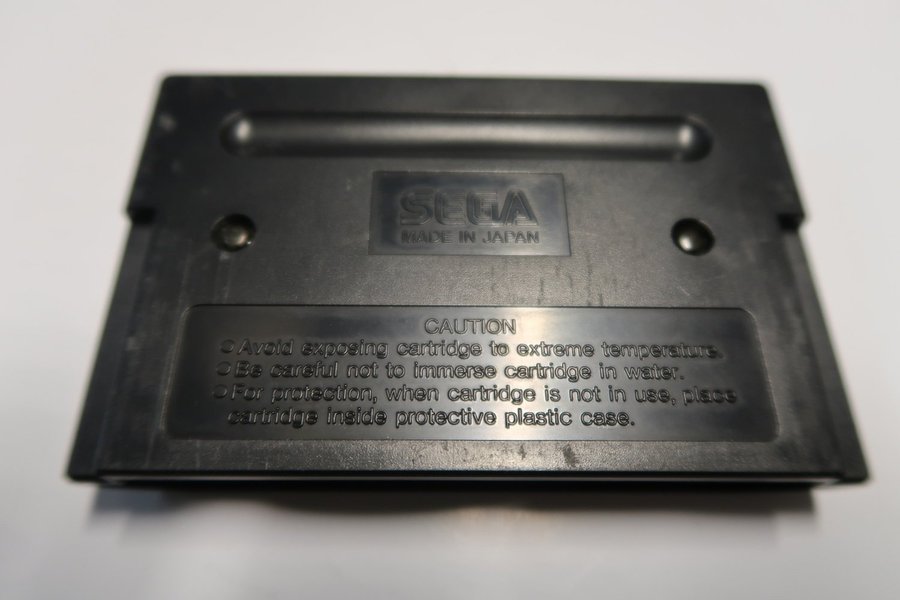 SEGA
MADE IN JAPAN
CAUTION
● Avoid exposing cartridge to extreme temperature.
● Be careful not to immerse cartridge in water.
● For protection, when cartridge is not in use, place
cartridge inside protective plastic case.